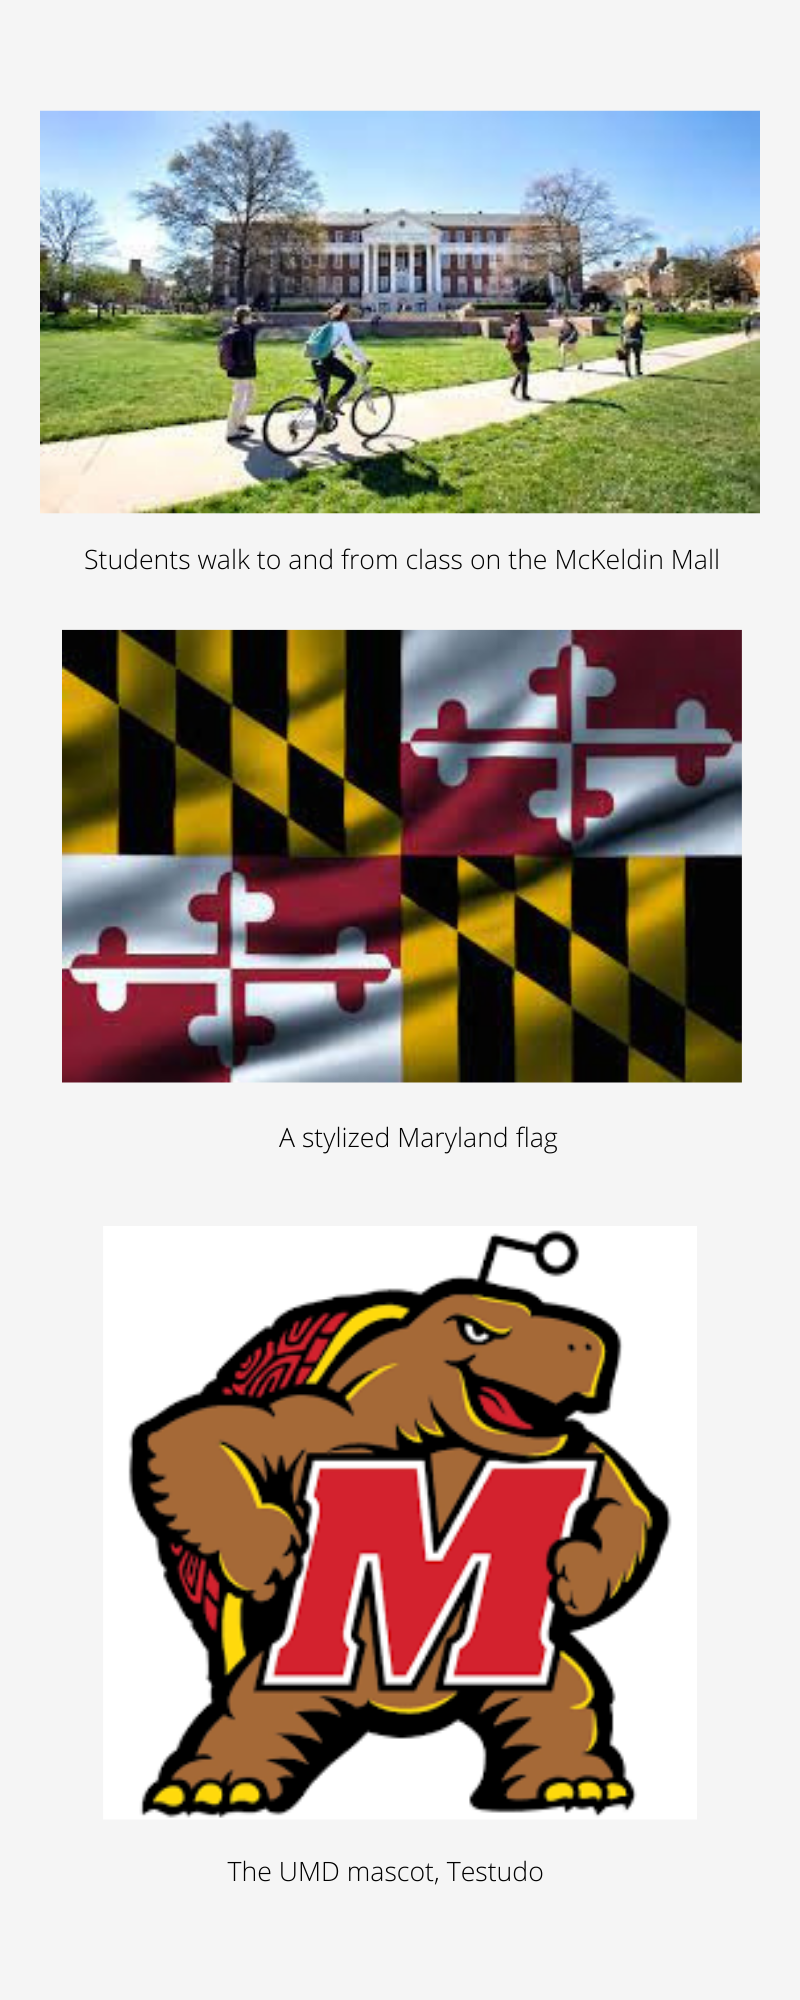 Students walk to and from class on the McKeldin Mall
A stylized Maryland flag
M
The UMD mascot, Testudo